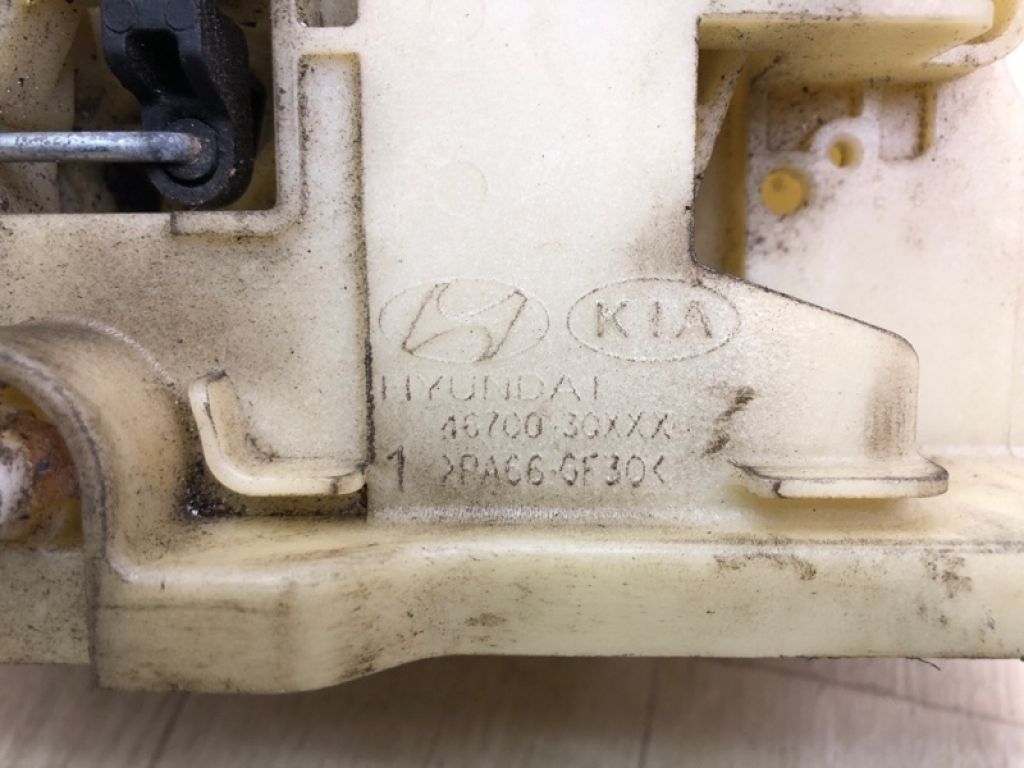 KIA
HYUNDAI
46700-3QXXX
1 >PA66-GF30<